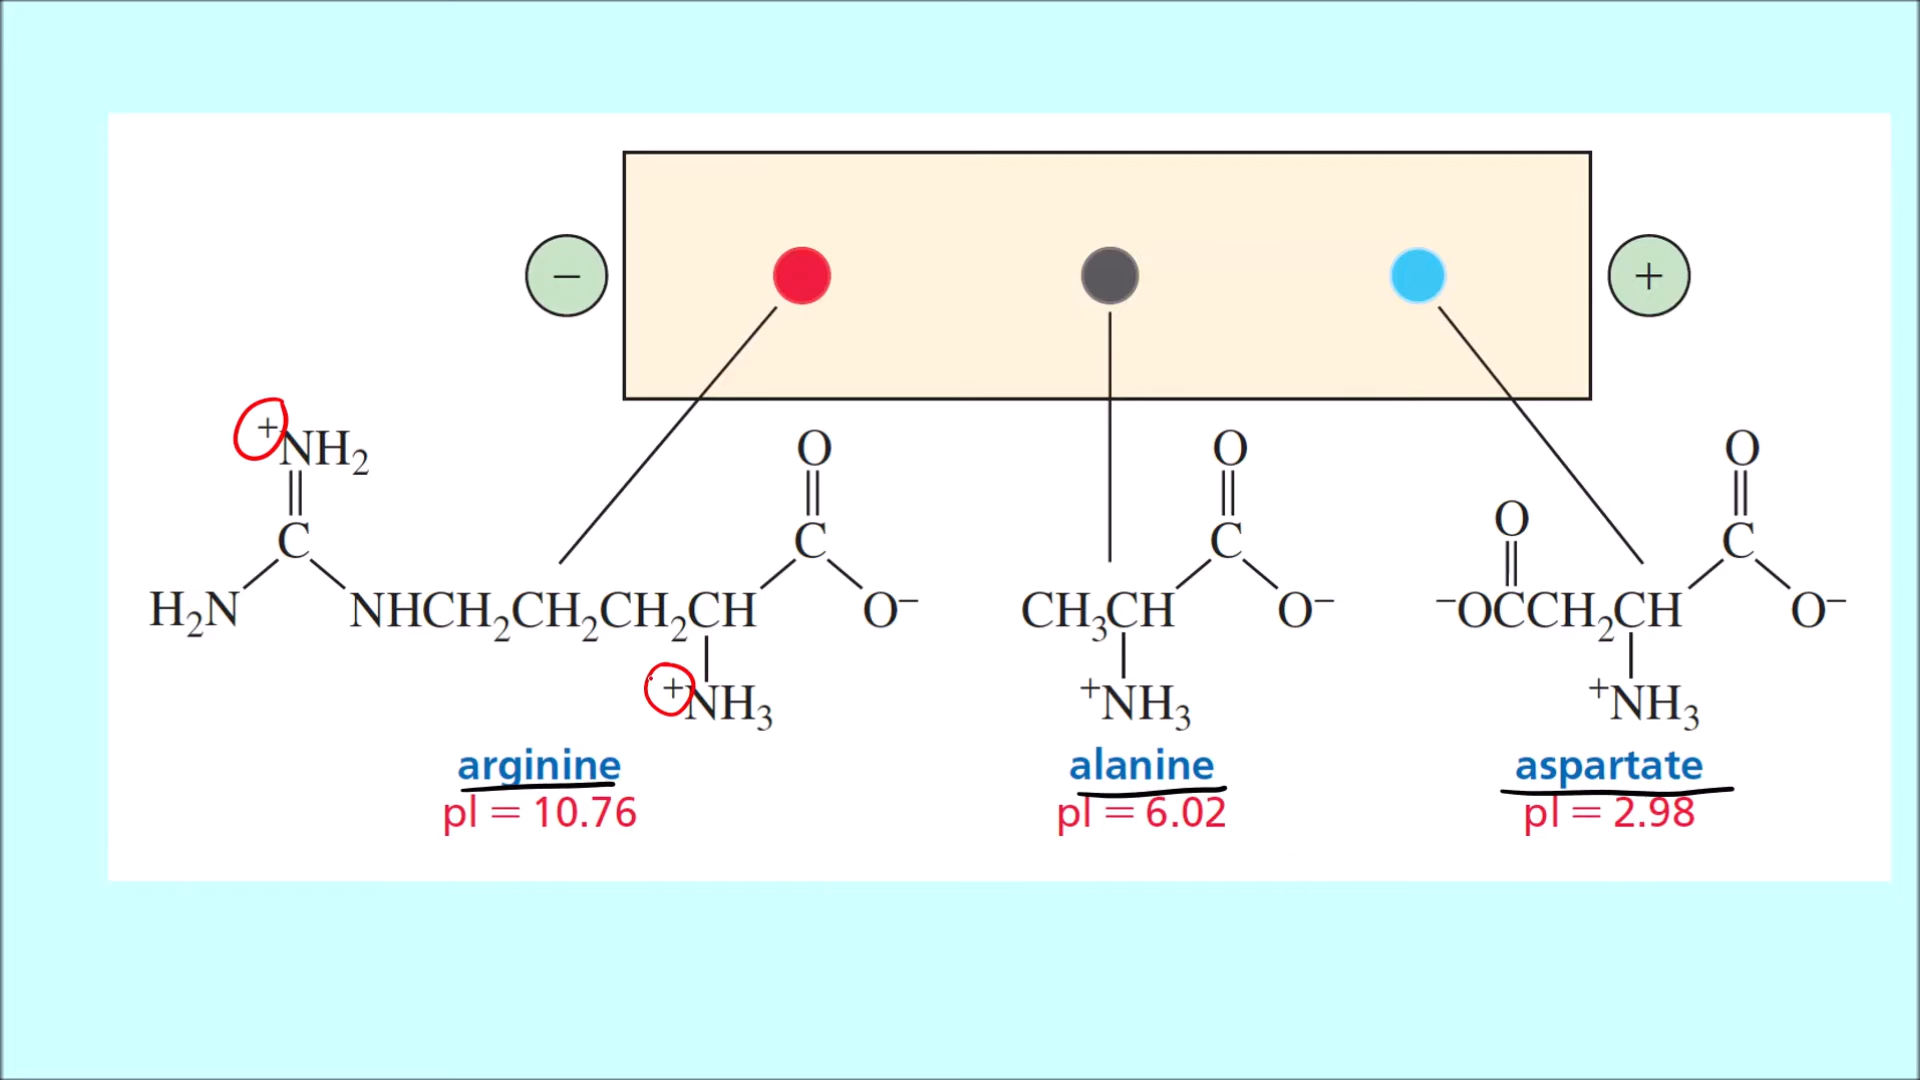 − +
+NH₂ O O O
C C O C C
H₂N NHCH₂CH₂CH₂CH O⁻ CH₃CH O⁻ ⁻OCCH₂CH O⁻
+NH₃ +NH₃ +NH₃
arginine alanine aspartate
pI = 10.76 pI = 6.02 pI = 2.98